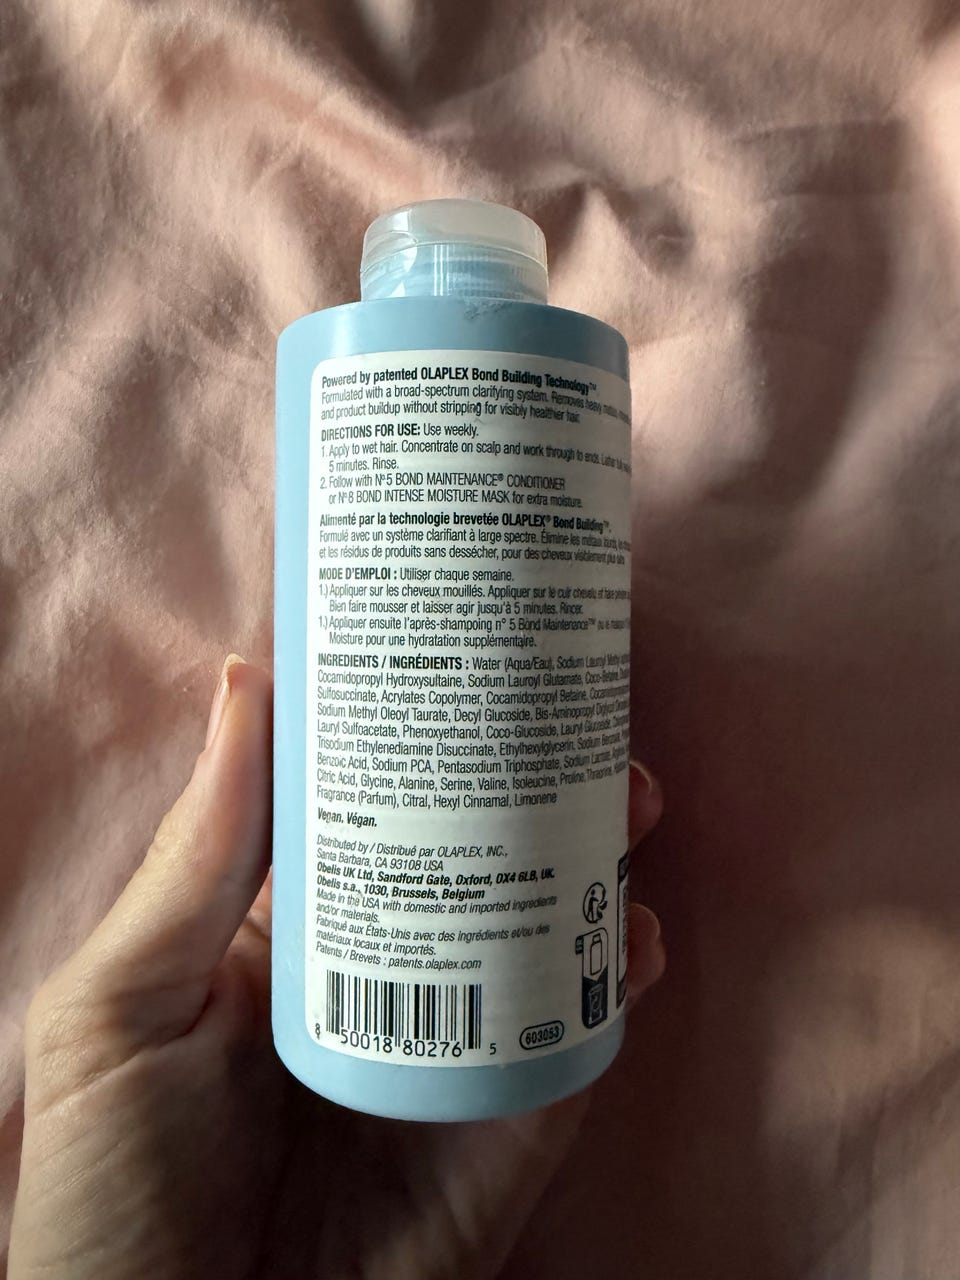 Powered by patented OLAPLEX Bond Building Technology™
Formulated with a broad-spectrum clarifying system. Removes heavy metals,
and product buildup without stripping for visibly healthier hair.
DIRECTIONS FOR USE: Use weekly.
1. Apply to wet hair. Concentrate on scalp and work through to ends. Lather
5 minutes. Rinse.
2. Follow with Nº5 BOND MAINTENANCE® CONDITIONER
or Nº8 BOND INTENSE MOISTURE MASK for extra moisture.
Alimenté par la technologie brevetée OLAPLEX® Bond Building™.
Formulé avec un système clarifiant à large spectre. Élimine les métaux lourds, les
et les résidus de produits sans dessécher, pour des cheveux visiblement plus
MODE D'EMPLOI : Utiliser chaque semaine.
1.) Appliquer sur les cheveux mouillés. Appliquer sur le cuir chevelu et faire
Bien faire mousser et laisser agir jusqu'à 5 minutes. Rincer.
1.) Appliquer ensuite l'après-shampoing n° 5 Bond Maintenance™ ou le masque
Moisture pour une hydratation supplémentaire.
INGREDIENTS / INGRÉDIENTS : Water (Aqua/Eau), Sodium Lauroyl Methyl
Cocamidopropyl Hydroxysultaine, Sodium Lauroyl Glutamate, Coco-Betaine,
Sulfosuccinate, Acrylates Copolymer, Cocamidopropyl Betaine,
Sodium Methyl Oleoyl Taurate, Decyl Glucoside, Bis-Aminopropyl Diglycol
Lauryl Sulfoacetate, Phenoxyethanol, Coco-Glucoside, Lauryl Glucoside,
Trisodium Ethylenediamine Disuccinate, Ethylhexylglycerin, Sodium Benzoate,
Benzoic Acid, Sodium PCA, Pentasodium Triphosphate, Sodium Lactate,
Citric Acid, Glycine, Alanine, Serine, Valine, Isoleucine, Proline, Threonine,
Fragrance (Parfum), Citral, Hexyl Cinnamal, Limonene
Vegan. Végan.
Distributed by / Distribué par OLAPLEX, INC.,
Santa Barbara, CA 93108 USA
Obelis UK Ltd, Sandford Gate, Oxford, OX4 6LB, UK.
Obelis s.a., 1030, Brussels, Belgium
Made in the USA with domestic and imported ingredients
and/or materials.
Fabriqué aux États-Unis avec des ingrédients et/ou des
matériaux locaux et importés.
Patents / Brevets : patents.olaplex.com
8 50018 80276 5
603053